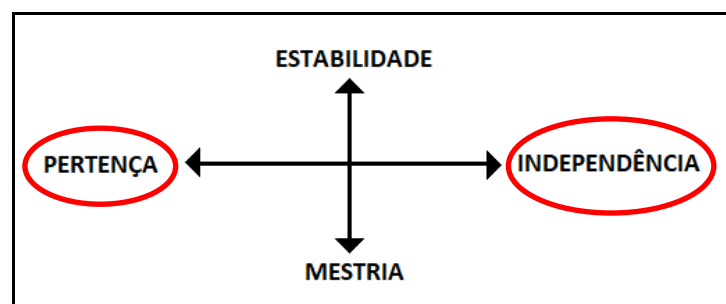 ESTABILIDADE
PERTENÇA
INDEPENDÊNCIA
MESTRIA